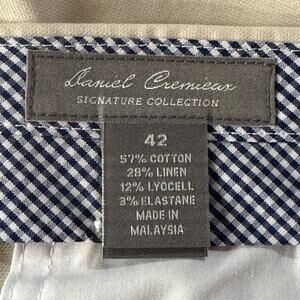 Daniel Cremieux
SIGNATURE COLLECTION
42
57% COTTON
28% LINEN
12% LYOCELL
3% ELASTANE
MADE IN
MALAYSIA